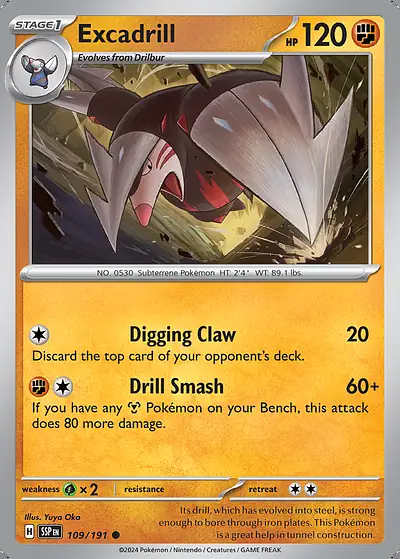 STAGE 1
Excadrill
HP 120
Evolves from Drilbur
NO. 0530 Subterrene Pokémon HT: 2'4" WT: 89.1 lbs.
Digging Claw 20
Discard the top card of your opponent's deck.
Drill Smash 60+
If you have any Pokémon on your Bench, this attack
does 80 more damage.
weakness ×2 resistance retreat
Illus. Yuya Oka
H SSP EN 109/191
Its drill, which has evolved into steel, is strong
enough to bore through iron plates. This Pokémon
is a great help in tunnel construction.
©2024 Pokémon / Nintendo / Creatures / GAME FREAK